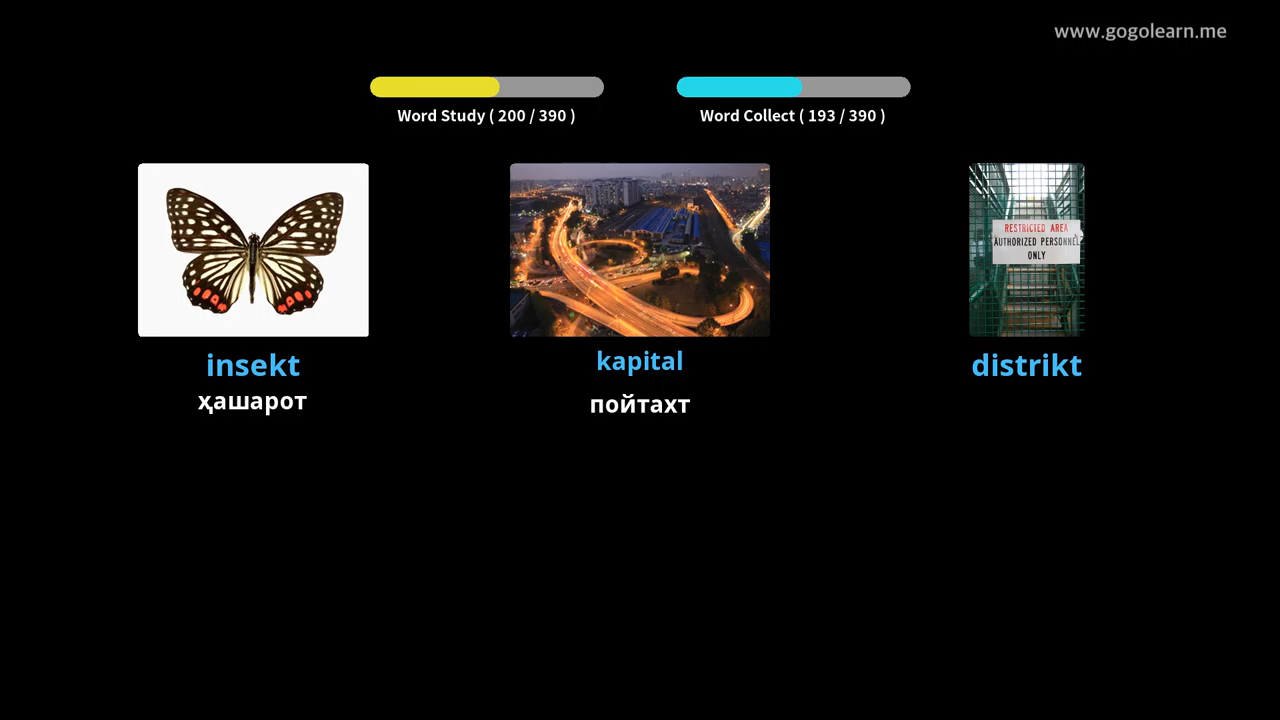 www.gogolearn.me
Word Study ( 200 / 390 )
Word Collect ( 193 / 390 )
RESTRICTED AREA
AUTHORIZED PERSONNEL
ONLY
insekt
kapital
distrikt
ҳашарот
пойтахт